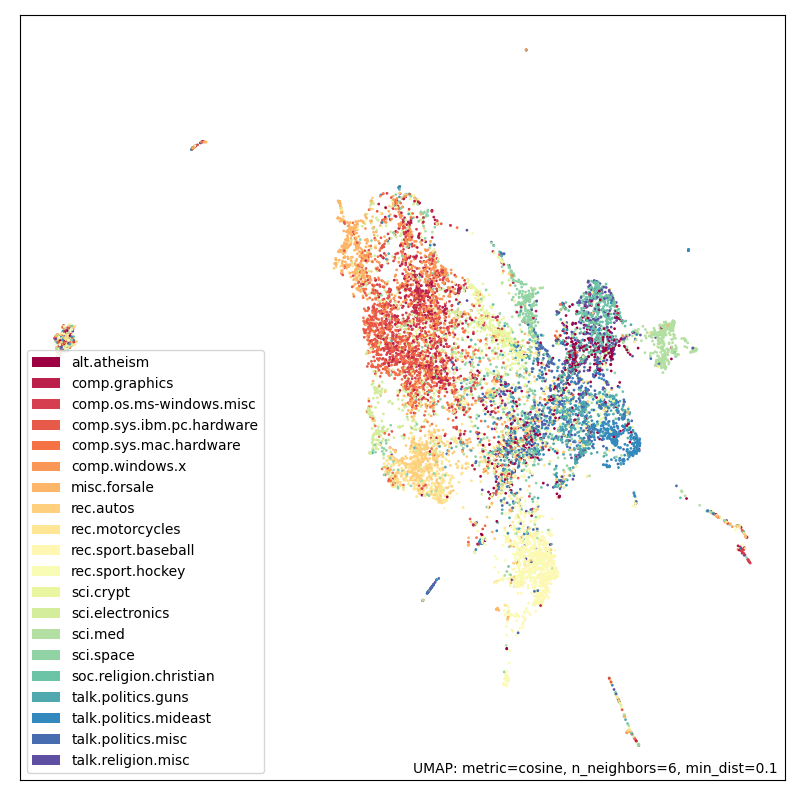 alt.atheism
comp.graphics
comp.os.ms-windows.misc
comp.sys.ibm.pc.hardware
comp.sys.mac.hardware
comp.windows.x
misc.forsale
rec.autos
rec.motorcycles
rec.sport.baseball
rec.sport.hockey
sci.crypt
sci.electronics
sci.med
sci.space
soc.religion.christian
talk.politics.guns
talk.politics.mideast
talk.politics.misc
talk.religion.misc
UMAP: metric=cosine, n_neighbors=6, min_dist=0.1